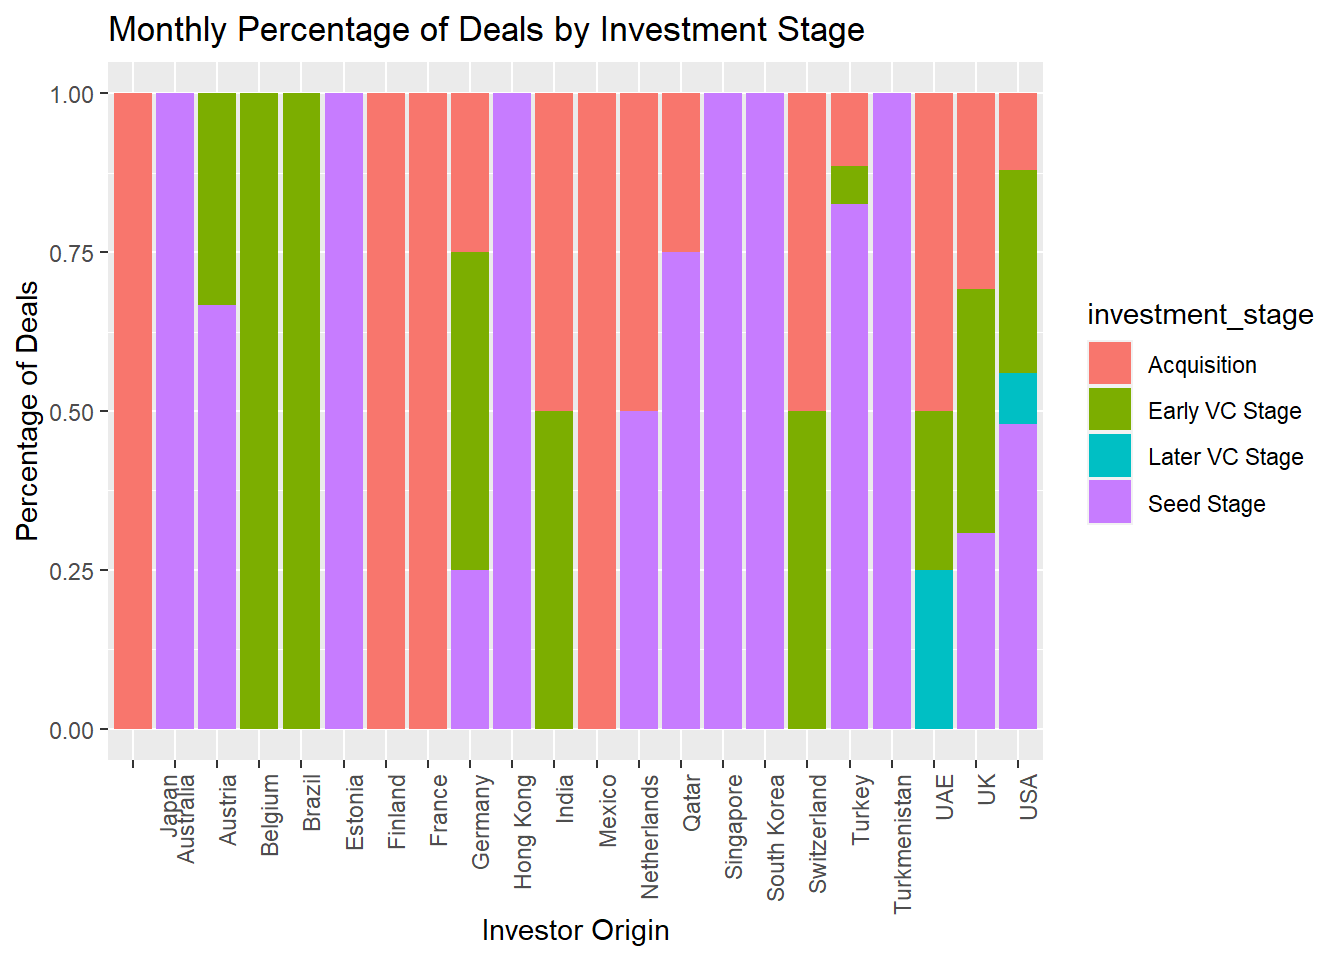 Monthly Percentage of Deals by Investment Stage
Percentage of Deals
1.00
0.75
0.50
0.25
0.00
Japan
Australia
Austria
Belgium
Brazil
Estonia
Finland
France
Germany
Hong Kong
India
Mexico
Netherlands
Qatar
Singapore
South Korea
Switzerland
Turkey
Turkmenistan
UAE
UK
USA
Investor Origin
investment_stage
Acquisition
Early VC Stage
Later VC Stage
Seed Stage